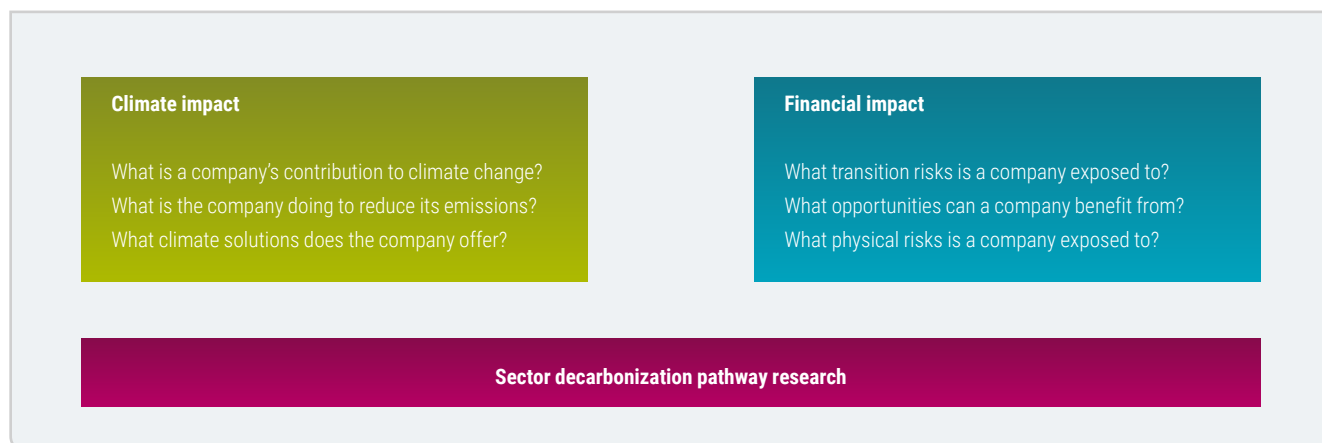 Climate impact
What is a company's contribution to climate change?
What is the company doing to reduce its emissions?
What climate solutions does the company offer?
Financial impact
What transition risks is a company exposed to?
What opportunities can a company benefit from?
What physical risks is a company exposed to?
Sector decarbonization pathway research